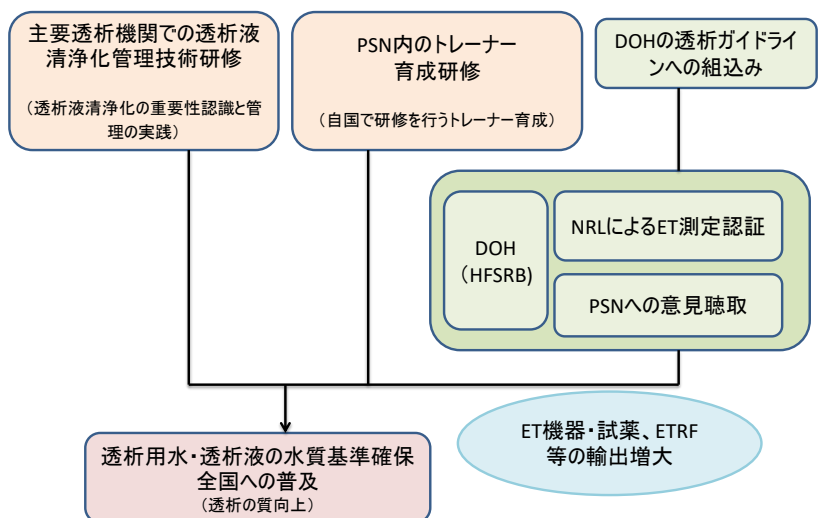 主要透析機関での透析液
清浄化管理技術研修
（透析液清浄化の重要性認識と管
理の実践）
PSN内のトレーナー
育成研修
（自国で研修を行うトレーナー育成）
DOHの透析ガイドライ
ンへの組込み
DOH
（HFSRB)
NRLによるET測定認証
PSNへの意見聴取
透析用水・透析液の水質基準確保
全国への普及
（透析の質向上）
ET機器・試薬、ETRF
等の輸出増大